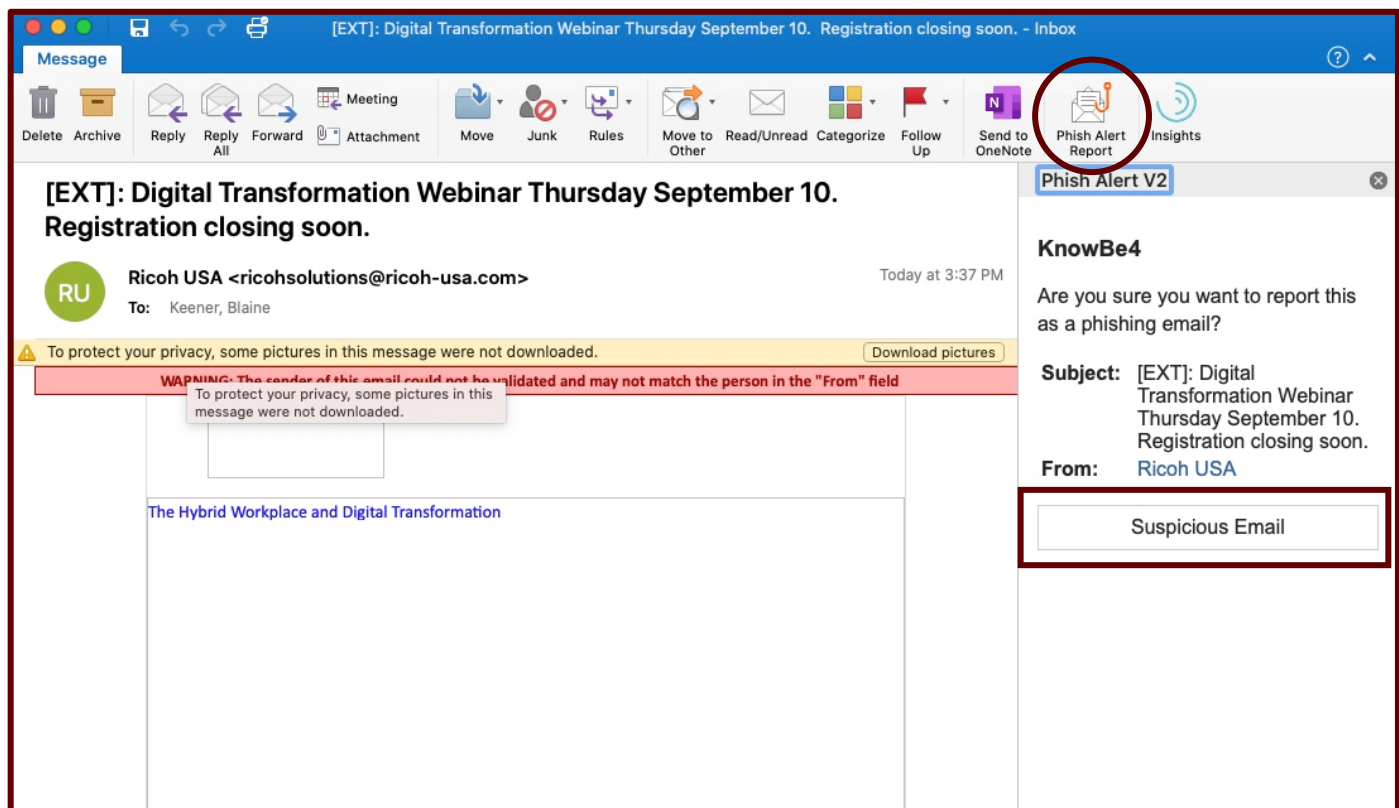 [EXT]: Digital Transformation Webinar Thursday September 10. Registration closing soon. - Inbox
Message
?
Delete
Archive
Reply
Reply
All
Forward
Meeting
Attachment
Move
Junk
Rules
Move to
Other
Read/Unread
Categorize
Follow
Up
N
Send to
OneNote
Phish Alert
Report
Insights
[EXT]: Digital Transformation Webinar Thursday September 10.
Registration closing soon.
RU
Ricoh USA <ricohsolutions@ricoh-usa.com>
Today at 3:37 PM
To: Keener, Blaine
To protect your privacy, some pictures in this message were not downloaded.
Download pictures
WARNING: The sender of this email could not be validated and may not match the person in the "From" field
To protect your privacy, some pictures in this
message were not downloaded.
The Hybrid Workplace and Digital Transformation
Phish Alert V2
KnowBe4
Are you sure you want to report this
as a phishing email?
Subject: [EXT]: Digital
Transformation Webinar
Thursday September 10.
Registration closing soon.
From: Ricoh USA
Suspicious Email